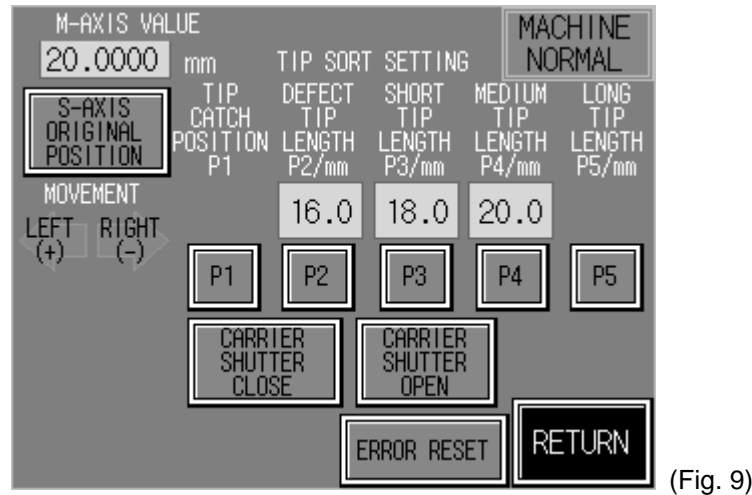 M-AXIS VALUE
MACHINE
NORMAL
20.0000 mm
TIP SORT SETTING
S-AXIS
ORIGINAL
POSITION
TIP
CATCH
POSITION
P1
DEFECT
TIP
LENGTH
P2/mm
SHORT
TIP
LENGTH
P3/mm
MEDIUM
TIP
LENGTH
P4/mm
LONG
TIP
LENGTH
P5/mm
MOVEMENT
LEFT
(+)
RIGHT
(-)
16.0 18.0 20.0
P1 P2 P3 P4 P5
CARRIER
SHUTTER
CLOSE
CARRIER
SHUTTER
OPEN
ERROR RESET
RETURN
(Fig. 9)